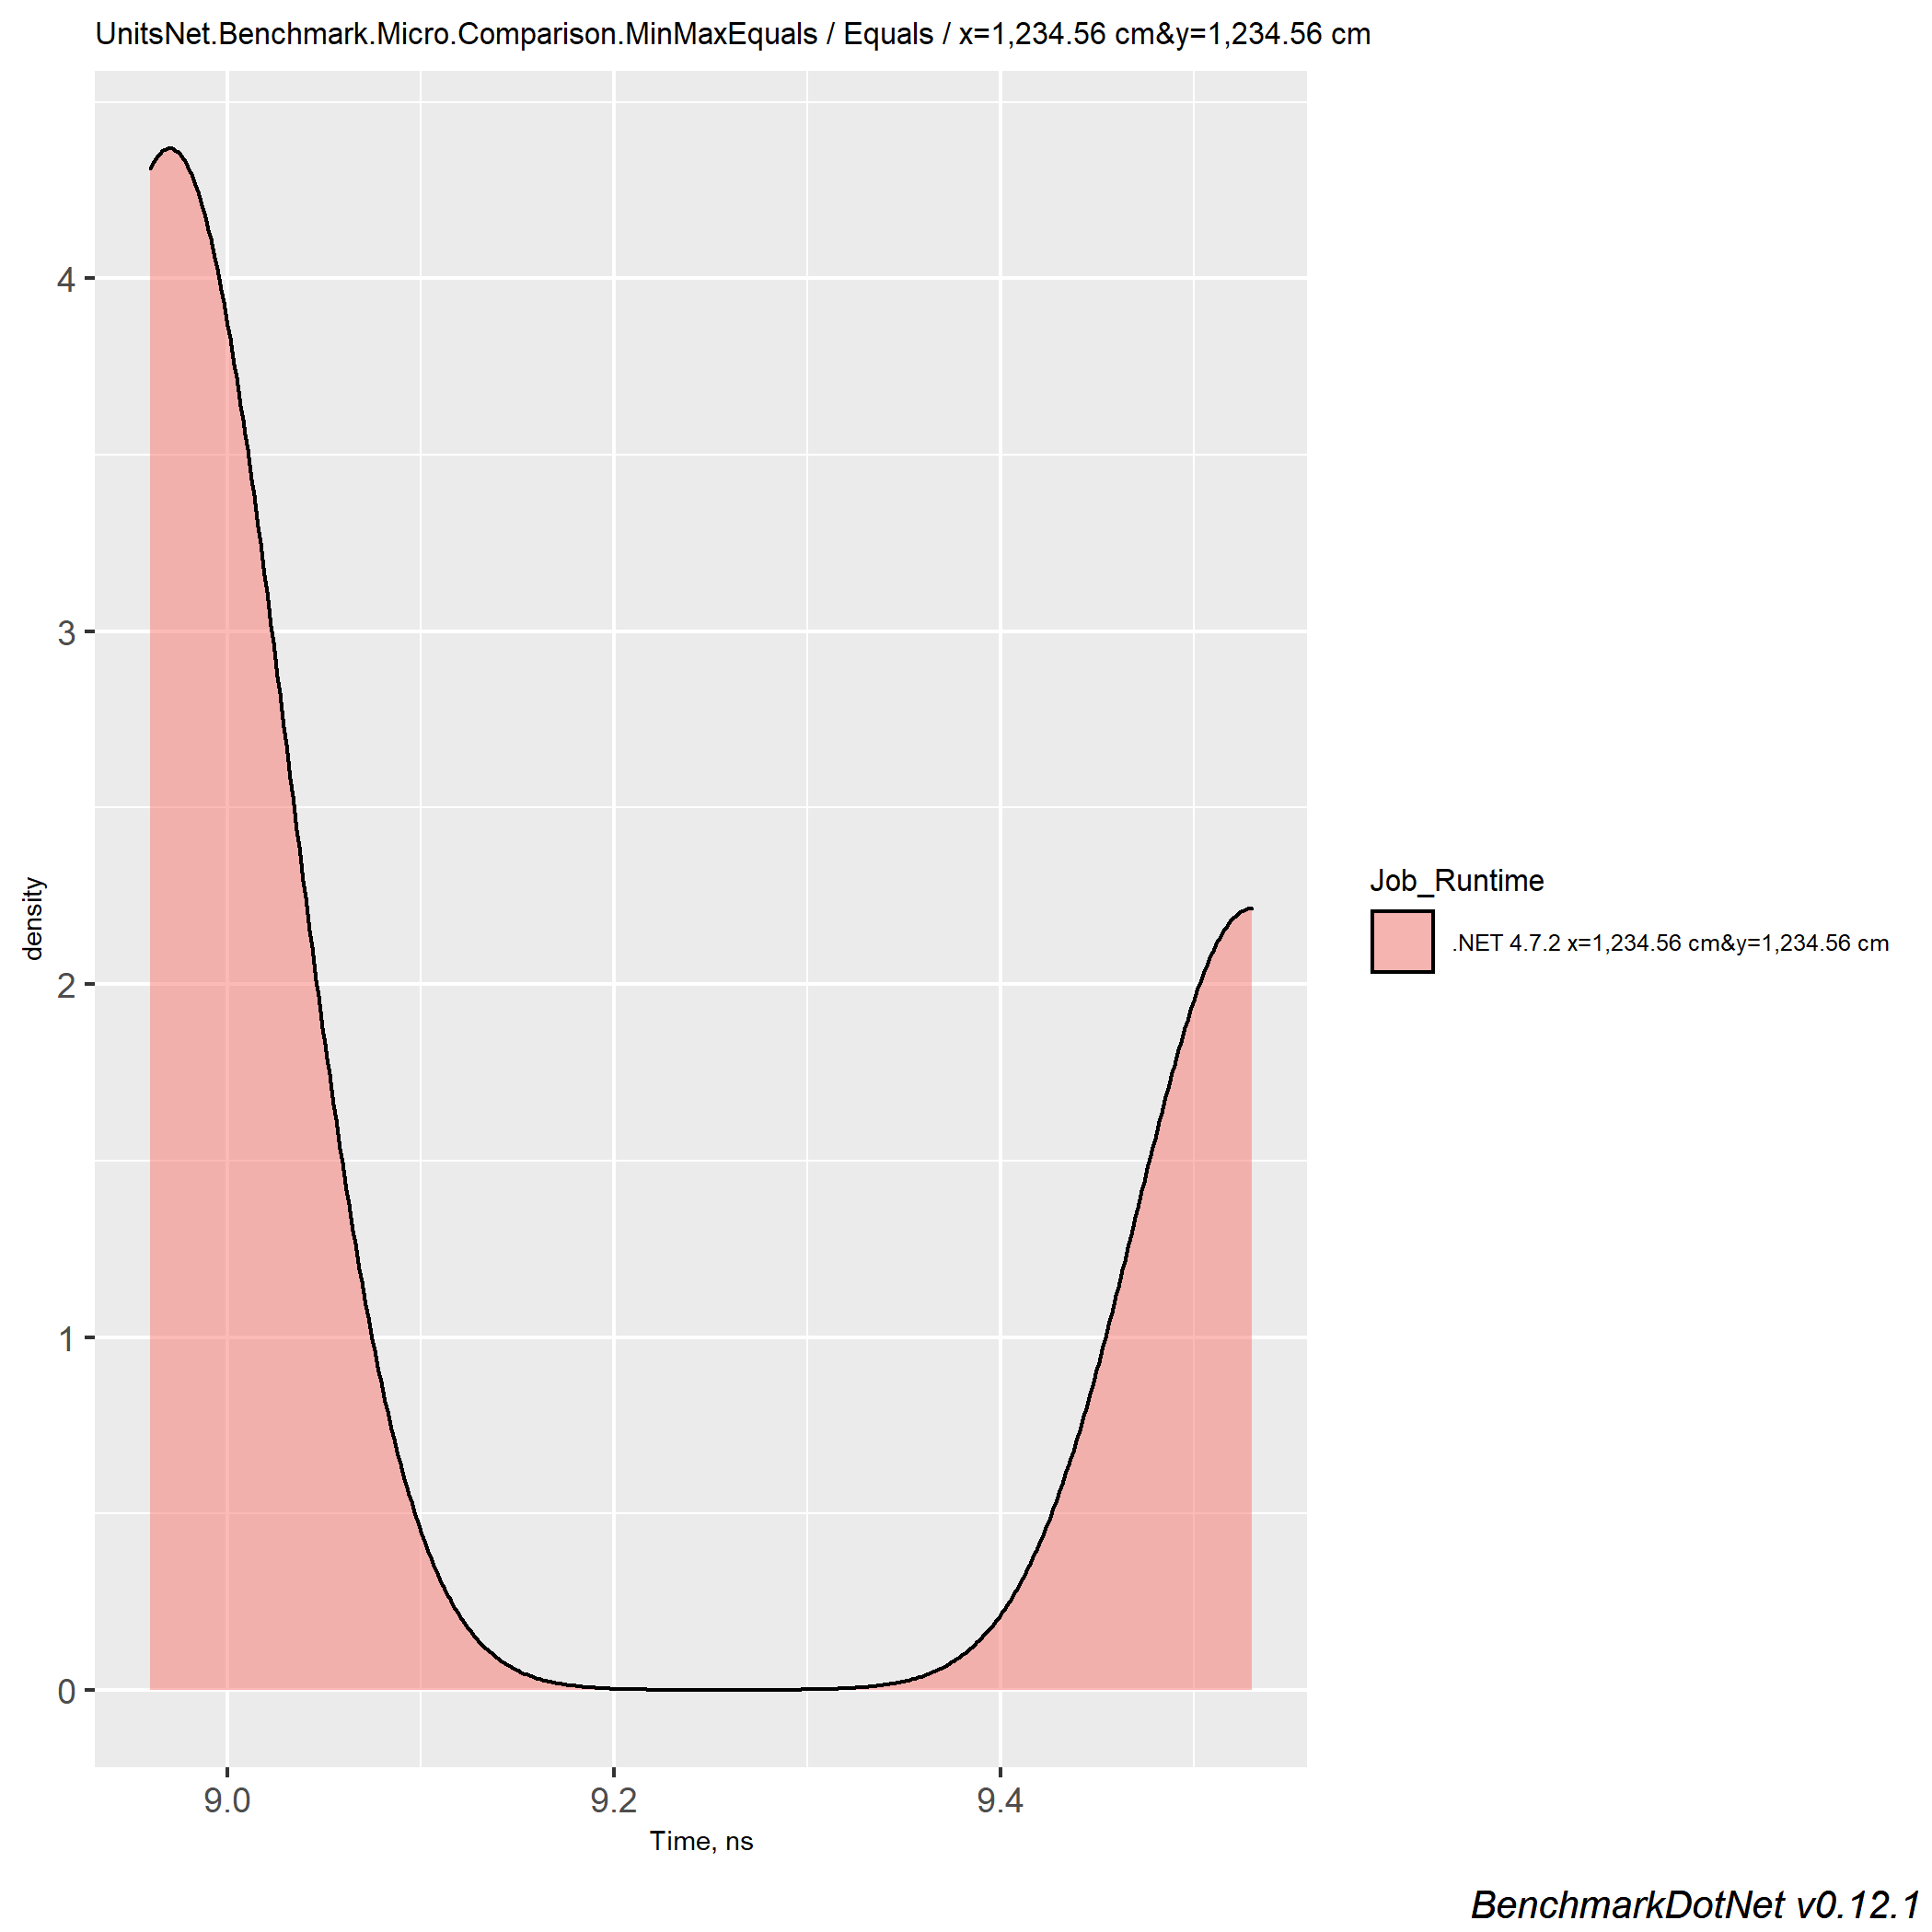 UnitsNet.Benchmark.Micro.Comparison.MinMaxEquals / Equals / x=1,234.56 cm&y=1,234.56 cm
4
3
2
1
0
density
9.0
9.2
9.4
Time, ns
Job_Runtime
.NET 4.7.2 x=1,234.56 cm&y=1,234.56 cm
BenchmarkDotNet v0.12.1